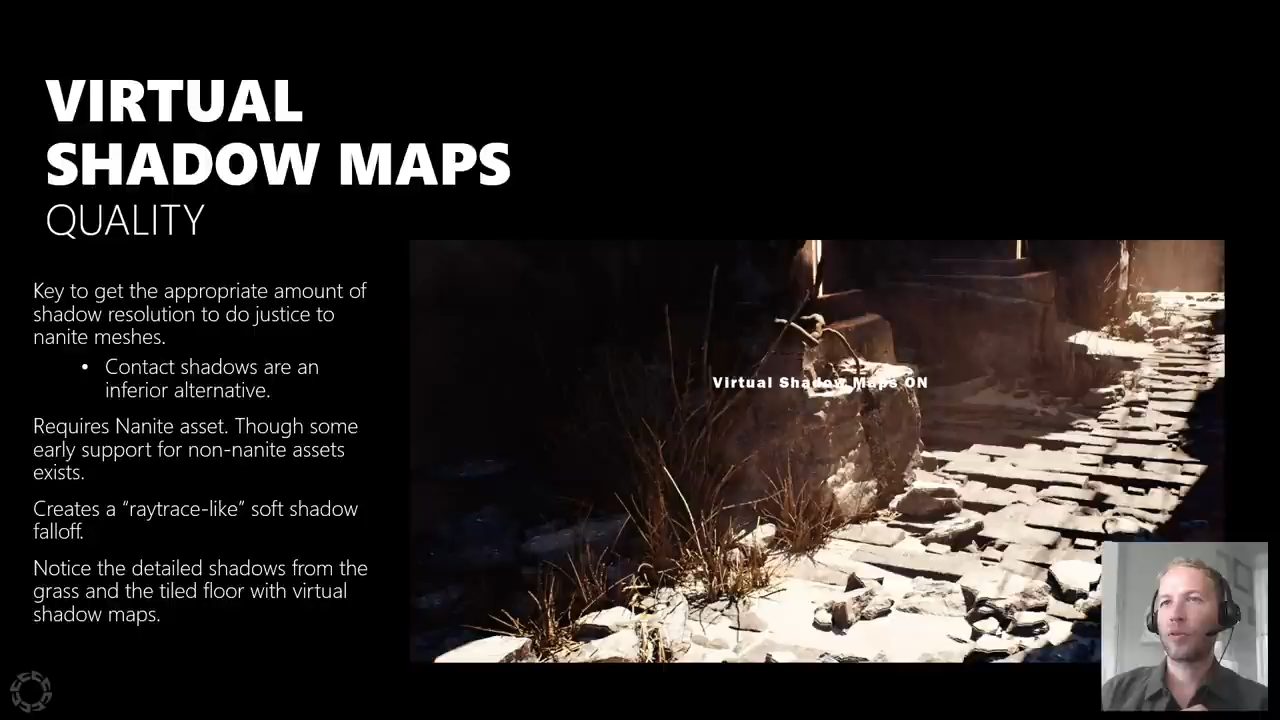 VIRTUAL
SHADOW MAPS
QUALITY
Key to get the appropriate amount of
shadow resolution to do justice to
nanite meshes.
• Contact shadows are an
inferior alternative.
Requires Nanite asset. Though some
early support for non-nanite assets
exists.
Creates a “raytrace-like” soft shadow
falloff.
Notice the detailed shadows from the
grass and the tiled floor with virtual
shadow maps.
Virtual Shadow Maps ON